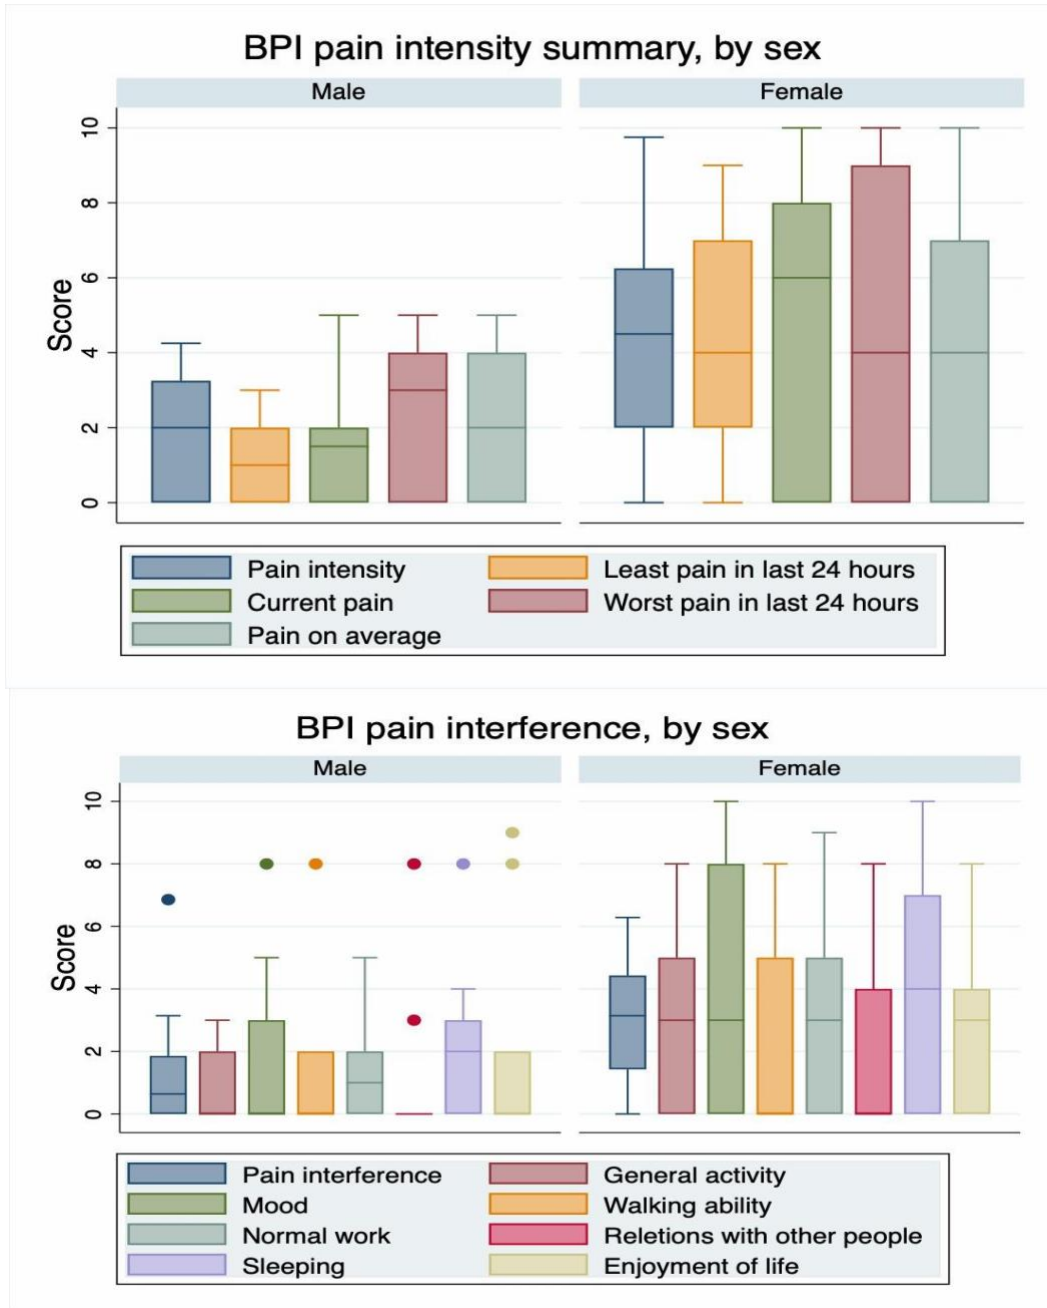 BPI pain intensity summary, by sex
Male Female
Score
10
8
6
4
2
0
Pain intensity Least pain in last 24 hours
Current pain Worst pain in last 24 hours
Pain on average
BPI pain interference, by sex
Male Female
Score
10
8
6
4
2
0
Pain interference General activity
Mood Walking ability
Normal work Reletions with other people
Sleeping Enjoyment of life